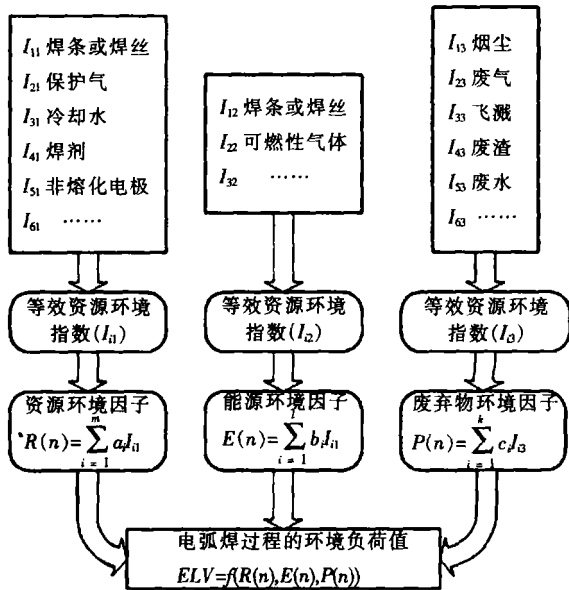 I₁₁ 焊条或焊丝
I₂₁ 保护气
I₃₁ 冷却水
I₄₁ 焊剂
I₅₁ 非熔化电极
I₆₁ ……
I₁₂ 焊条或焊丝
I₂₂ 可燃性气体
I₃₂ ……
I₁₃ 烟尘
I₂₃ 废气
I₃₃ 飞溅
I₄₃ 废渣
I₅₃ 废水
I₆₃ ……
等效资源环境
指数(Iᵢ₁)
等效资源环境
指数(Iᵢ₂)
等效资源环境
指数(Iᵢ₃)
资源环境因子
R(n)=∑_{i=1}^{m} aᵢIᵢ₁
能源环境因子
E(n)=∑_{i=1}^{l} bᵢIᵢ₁
废弃物环境因子
P(n)=∑_{i=1}^{k} cᵢIᵢ₃
电弧焊过程的环境负荷值
ELV=f(R(n),E(n),P(n))